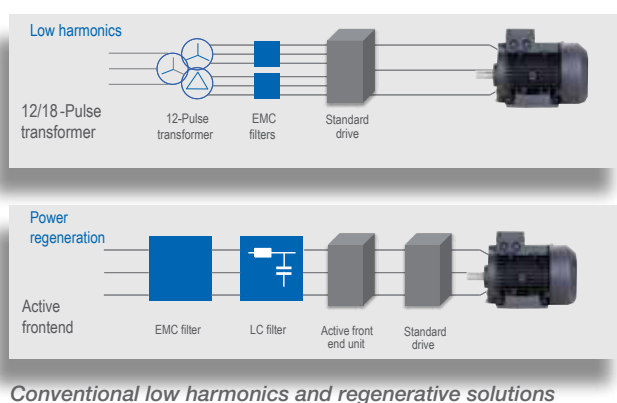 Low harmonics
12/18-Pulse
transformer
12-Pulse
transformer
EMC
filters
Standard
drive
Power
regeneration
Active
frontend
EMC filter
LC filter
Active front
end unit
Standard
drive
Conventional low harmonics and regenerative solutions